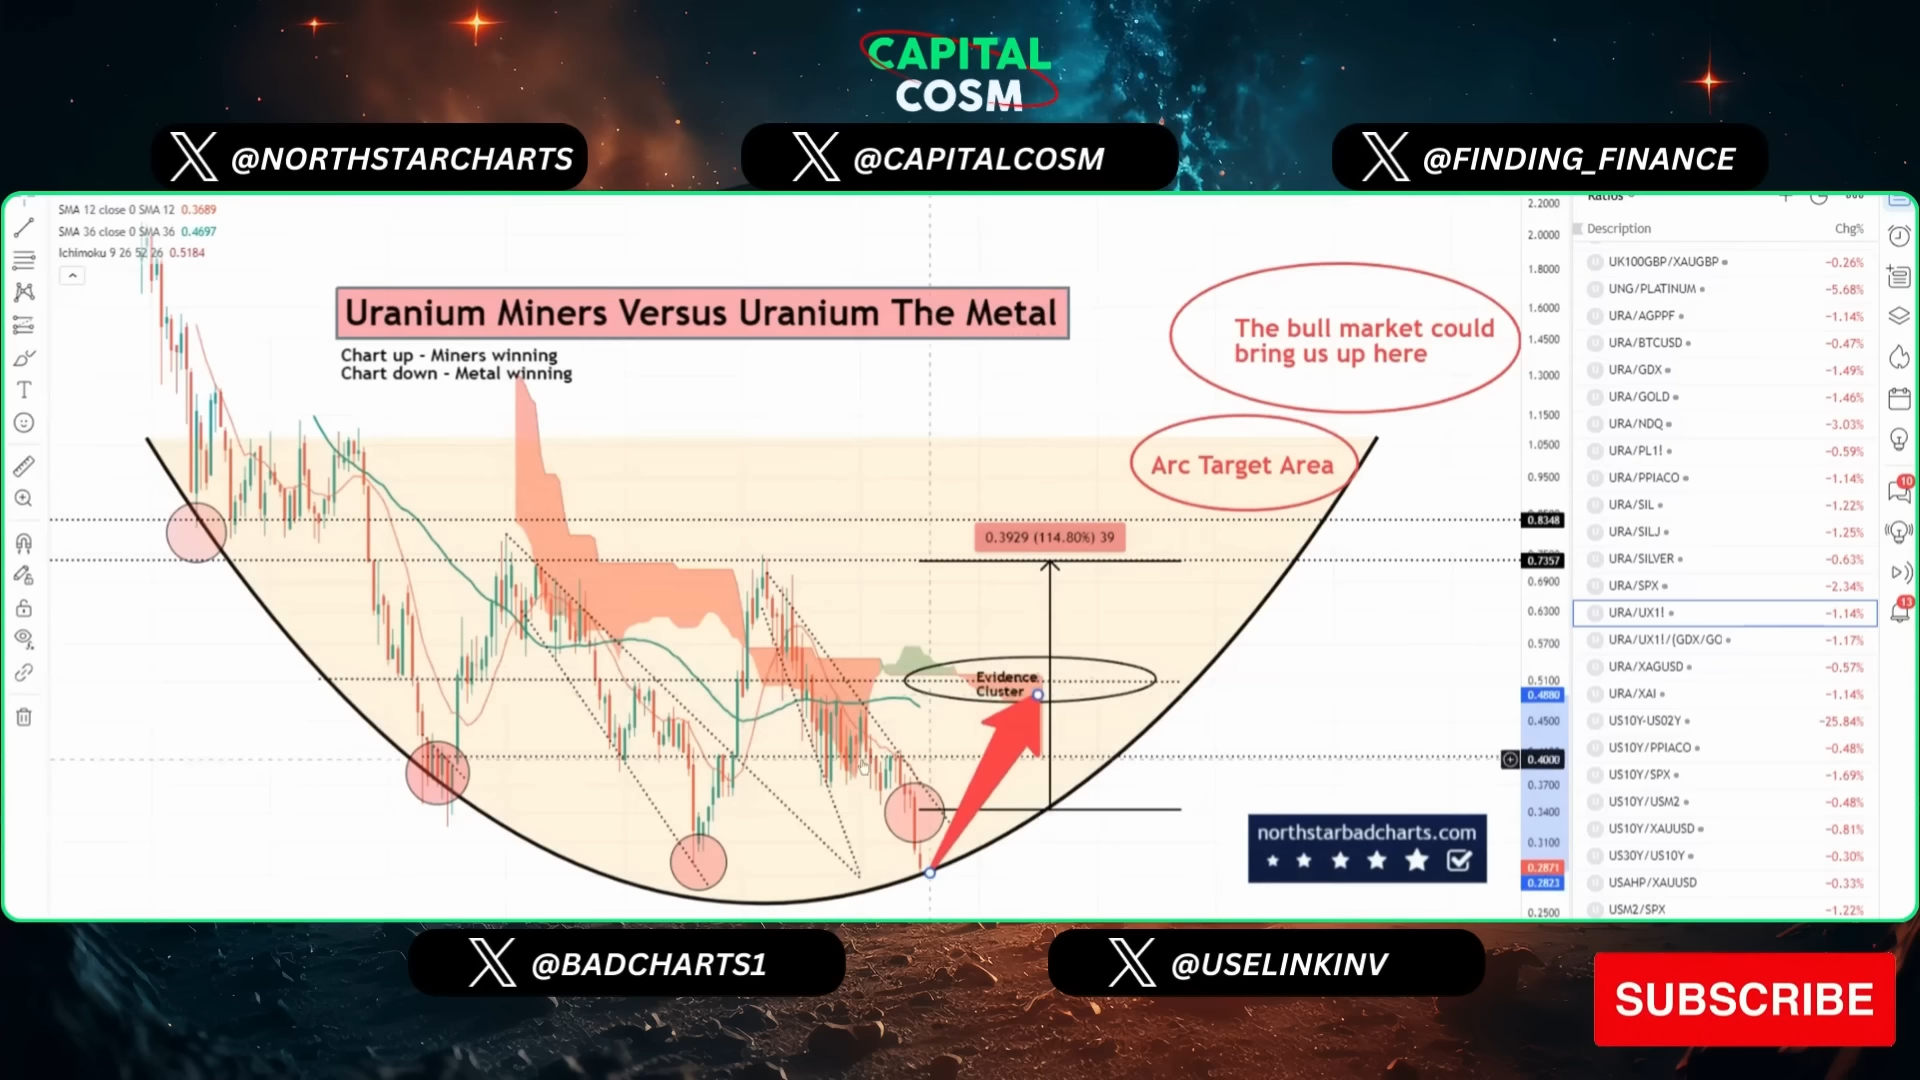 CAPITAL
COSM
@NORTHSTARCHARTS
@CAPITALCOSM
@FINDING_FINANCE
SMA 12 close 0 SMA 12 0.3689
SMA 36 close 0 SMA 36 0.4697
Ichimoku 9 26 52 26 0.5184
Uranium Miners Versus Uranium The Metal
Chart up - Miners winning
Chart down - Metal winning
The bull market could
bring us up here
Arc Target Area
0.3929 (114.80%) 39
Evidence
Cluster
northstarbadcharts.com
2.2000
2.0000
1.8000
1.6000
1.4500
1.3000
1.1500
1.0500
0.9500
0.8348
0.7357
0.6900
0.6300
0.5700
0.5100
0.4880
0.4500
0.4000
0.3700
0.3400
0.3100
0.2871
0.2823
0.2500
Ratios
Description Chg%
UK100GBP/XAUGBP -0.26%
UNG/PLATINUM -5.68%
URA/AGPPF -1.14%
URA/BTCUSD -0.47%
URA/GDX -1.49%
URA/GOLD -1.46%
URA/NDQ -3.03%
URA/PL1! -0.59%
URA/PPIACO -1.14%
URA/SIL -1.22%
URA/SILJ -1.25%
URA/SILVER -0.63%
URA/SPX -2.34%
URA/UX1! -1.14%
URA/UX1!/(GDX/GO -1.17%
URA/XAGUSD -0.57%
URA/XAI -1.14%
US10Y-US02Y -25.84%
US10Y/PPIACO -0.48%
US10Y/SPX -1.69%
US10Y/USM2 -0.48%
US10Y/XAUUSD -0.81%
US30Y/US10Y -0.30%
USAHP/XAUUSD -0.33%
USM2/SPX -1.22%
10
13
@BADCHARTS1
@USELINKINV
SUBSCRIBE